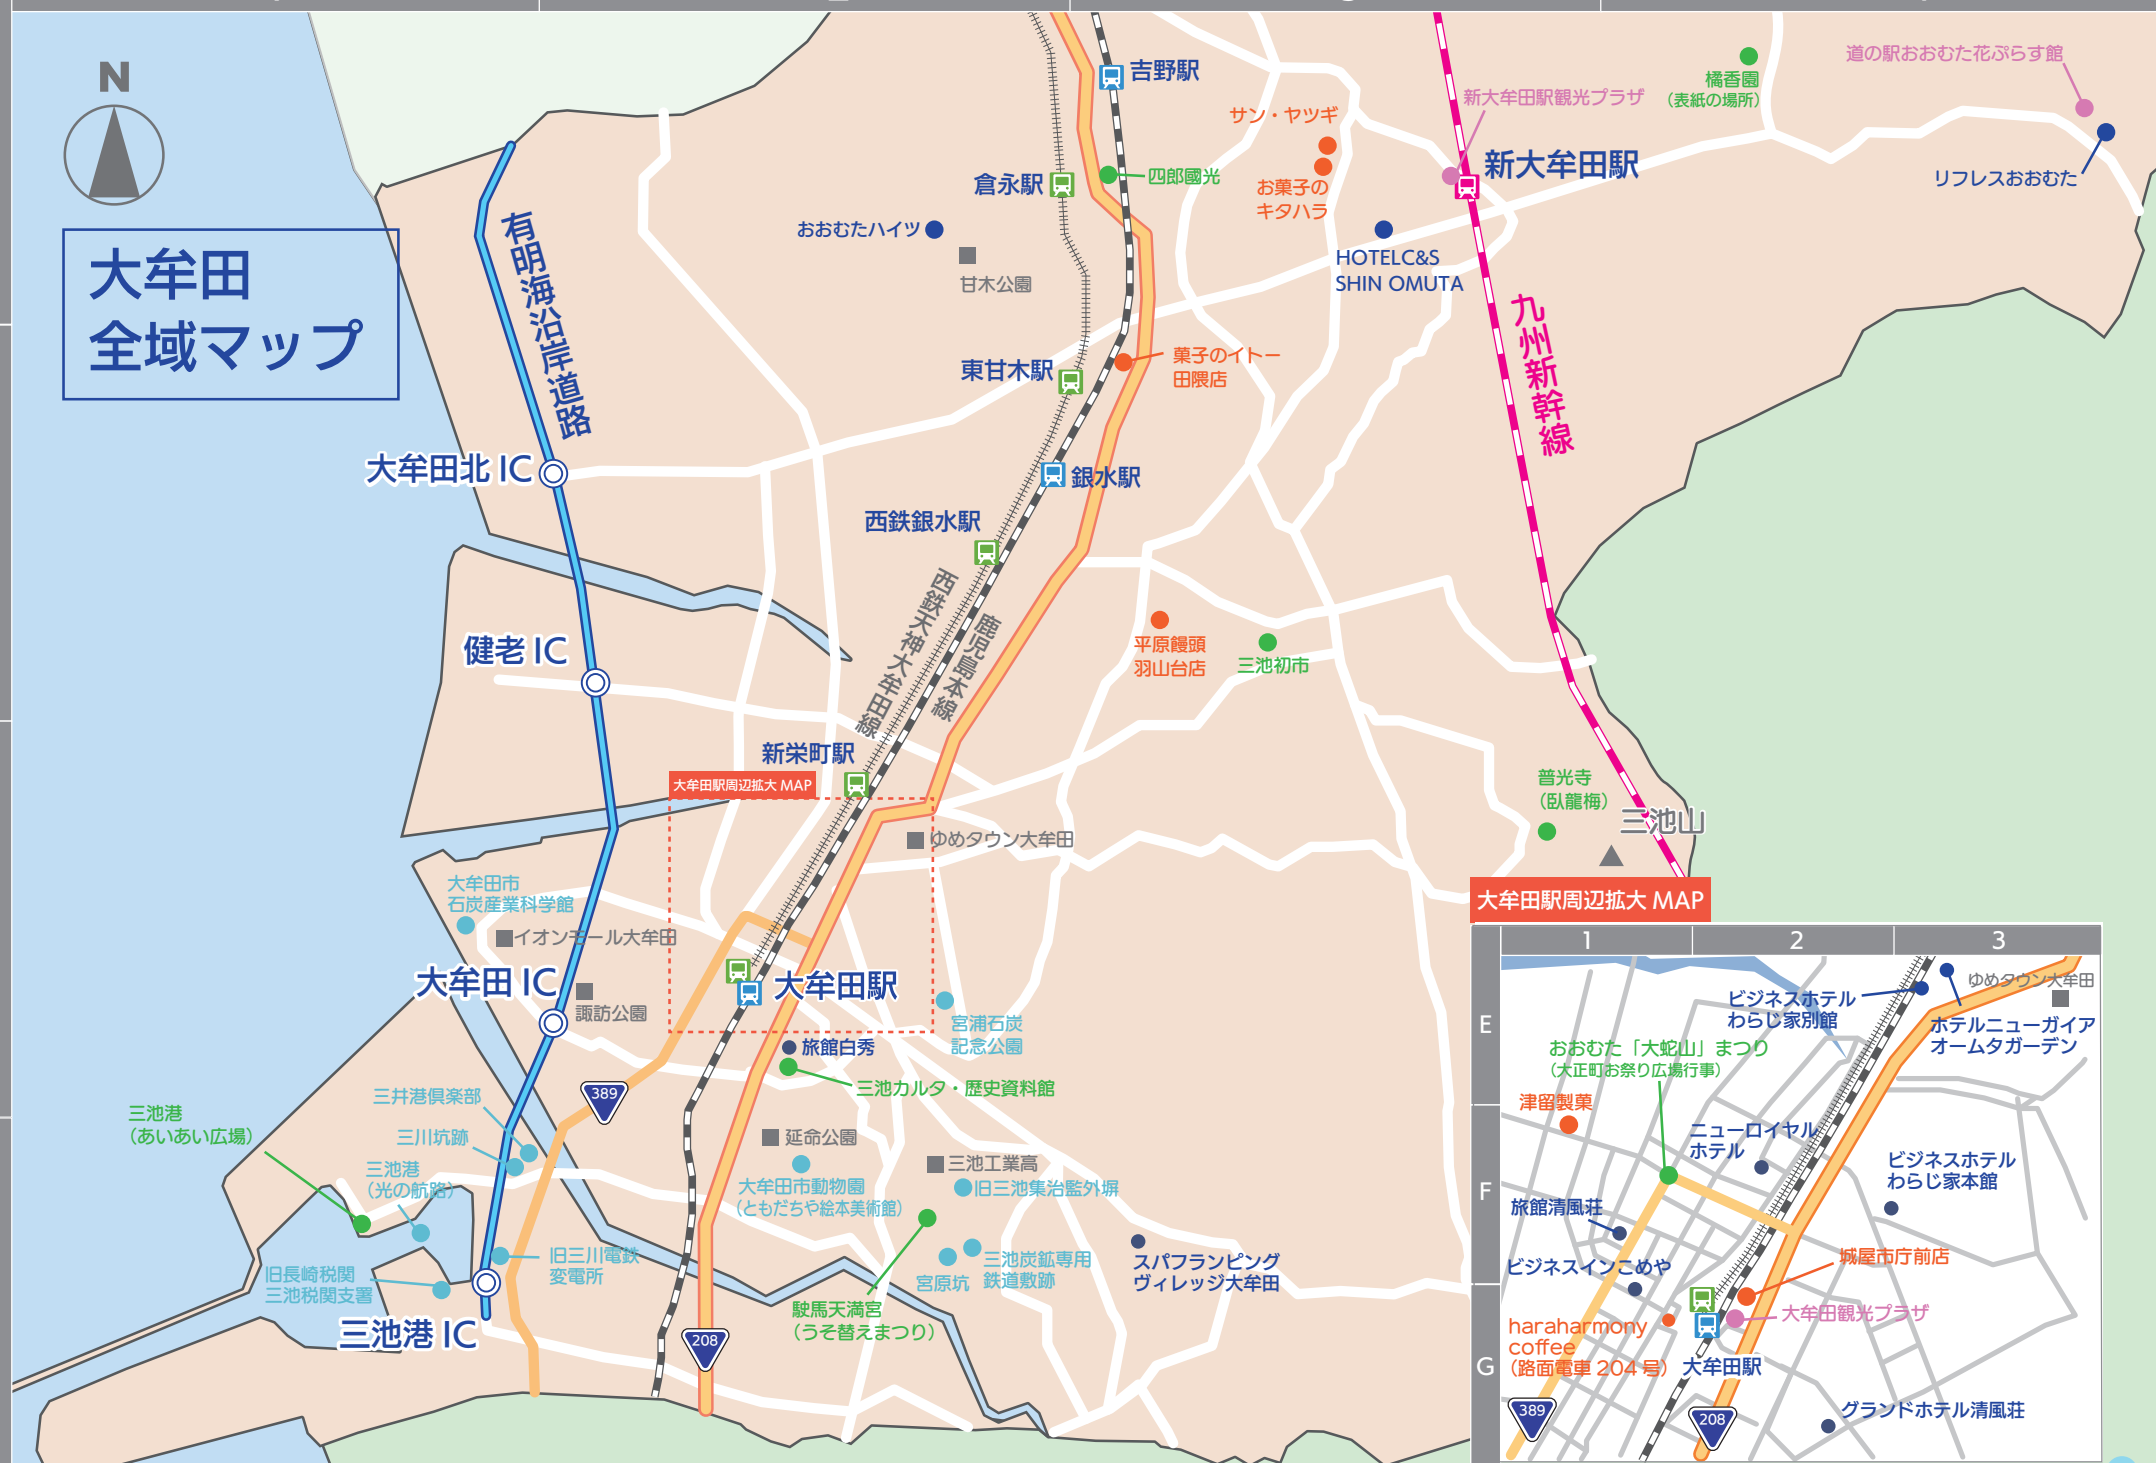 N
大牟田
全域マップ
有明海沿岸道路
吉野駅
倉永駅
四郎國光
おおむたハイツ
甘木公園
サン・ヤツギ
お菓子の
キタハラ
新大牟田駅観光プラザ
新大牟田駅
橘香園
（表紙の場所）
道の駅おおむた花ぷらす館
リフレスおおむた
HOTELC&S
SHIN OMUTA
九州新幹線
東甘木駅
菓子のイトー
田隈店
大牟田北 IC
銀水駅
西鉄銀水駅
西鉄天神大牟田線
鹿児島本線
健老 IC
平原饅頭
羽山台店
三池初市
新栄町駅
大牟田駅周辺拡大 MAP
ゆめタウン大牟田
普光寺
（臥龍梅）
三池山
大牟田市
石炭産業科学館
イオンモール大牟田
大牟田 IC
諏訪公園
大牟田駅
宮浦石炭
記念公園
旅館白秀
三池カルタ・歴史資料館
389
三井港倶楽部
三川坑跡
三池港
（あいあい広場）
三池港
（光の航路）
延命公園
大牟田市動物園
（ともだちや絵本美術館）
三池工業高
旧三池集治監外塀
旧三川電鉄
変電所
旧長崎税関
三池税関支署
三池港 IC
宮原坑
三池炭鉱専用
鉄道敷跡
スパフランピング
ヴィレッジ大牟田
駛馬天満宮
（うそ替えまつり）
208
大牟田駅周辺拡大 MAP
1
2
3
E
F
G
ビジネスホテル
わらじ家別館
ゆめタウン大牟田
ホテルニューガイア
オームタガーデン
おおむた「大蛇山」まつり
（大正町お祭り広場行事）
津留製菓
ニューロイヤル
ホテル
ビジネスホテル
わらじ家本館
旅館清風荘
ビジネスインこめや
城屋市庁前店
大牟田観光プラザ
haraharmony
coffee
（路面電車 204 号）
大牟田駅
グランドホテル清風荘
389
208